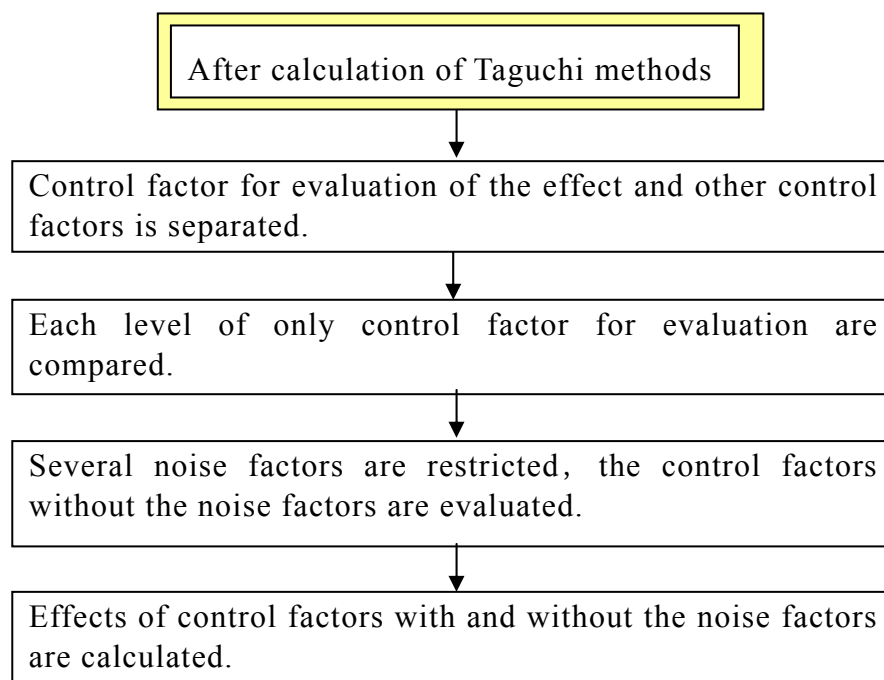 After calculation of Taguchi methods
Control factor for evaluation of the effect and other control
factors is separated.
Each level of only control factor for evaluation are
compared.
Several noise factors are restricted, the control factors
without the noise factors are evaluated.
Effects of control factors with and without the noise factors
are calculated.